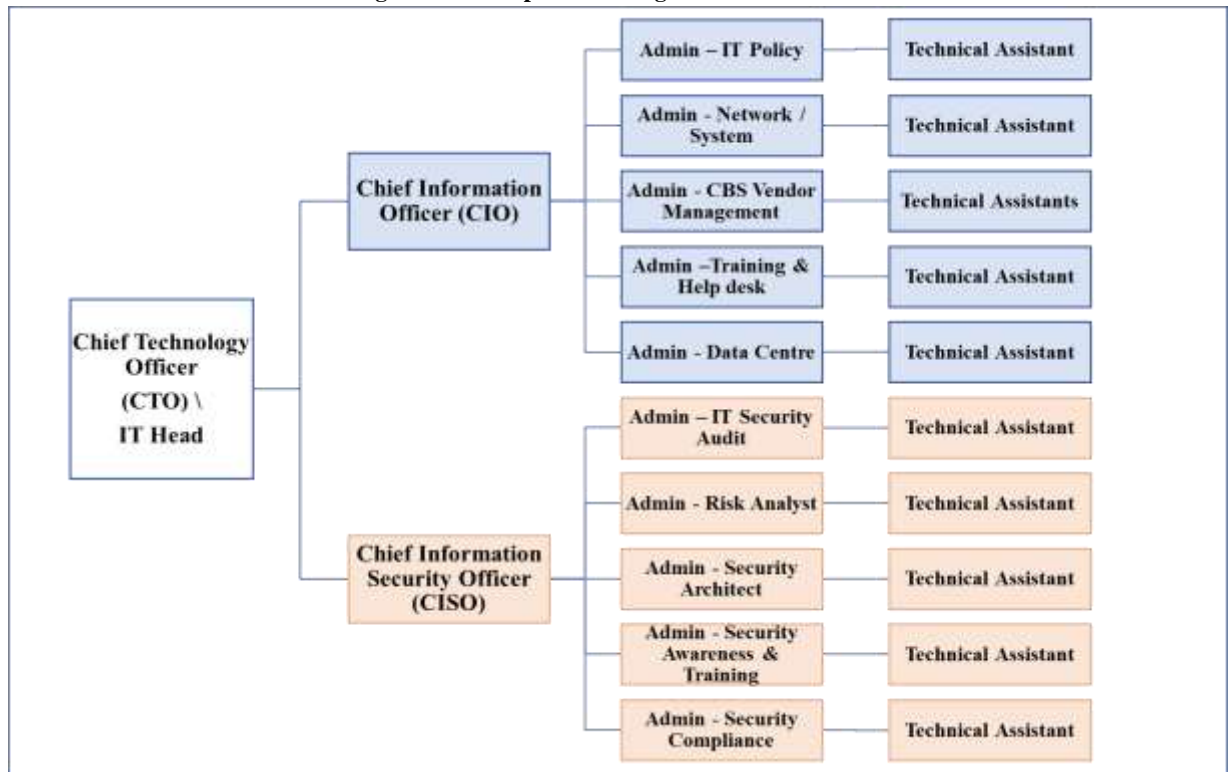 Admin – IT Policy
Technical Assistant
Admin - Network /
System
Technical Assistant
Chief Information
Officer (CIO)
Admin - CBS Vendor
Management
Technical Assistants
Admin –Training &
Help desk
Technical Assistant
Admin - Data Centre
Technical Assistant
Chief Technology
Officer
(CTO) \
IT Head
Admin – IT Security
Audit
Technical Assistant
Admin - Risk Analyst
Technical Assistant
Chief Information
Security Officer
(CISO)
Admin - Security
Architect
Technical Assistant
Admin - Security
Awareness &
Training
Technical Assistant
Admin - Security
Compliance
Technical Assistant